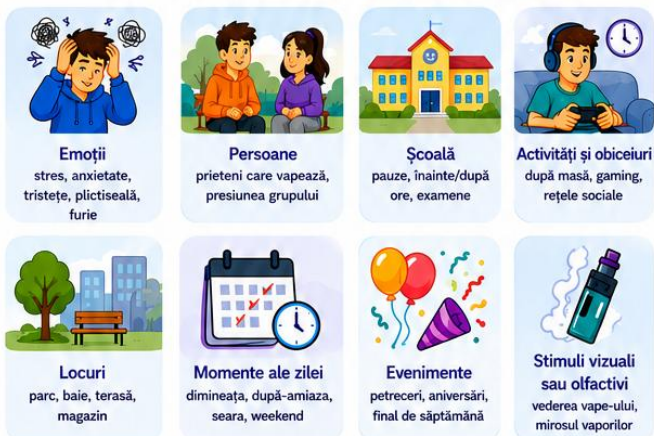 Emoții
stres, anxietate,
tristețe, plictiseală,
furie
Persoane
prieteni care vapează,
presiunea grupului
Școală
pauze, înainte/după
ore, examene
Activități și obiceiuri
după masă, gaming,
rețele sociale
Locuri
parc, baie, terasă,
magazin
Momente ale zilei
dimineața, după-amiaza,
seara, weekend
Evenimente
petreceri, aniversări,
final de săptămână
Stimuli vizuali
sau olfactivi
vederea vape-ului,
mirosul vaporilor